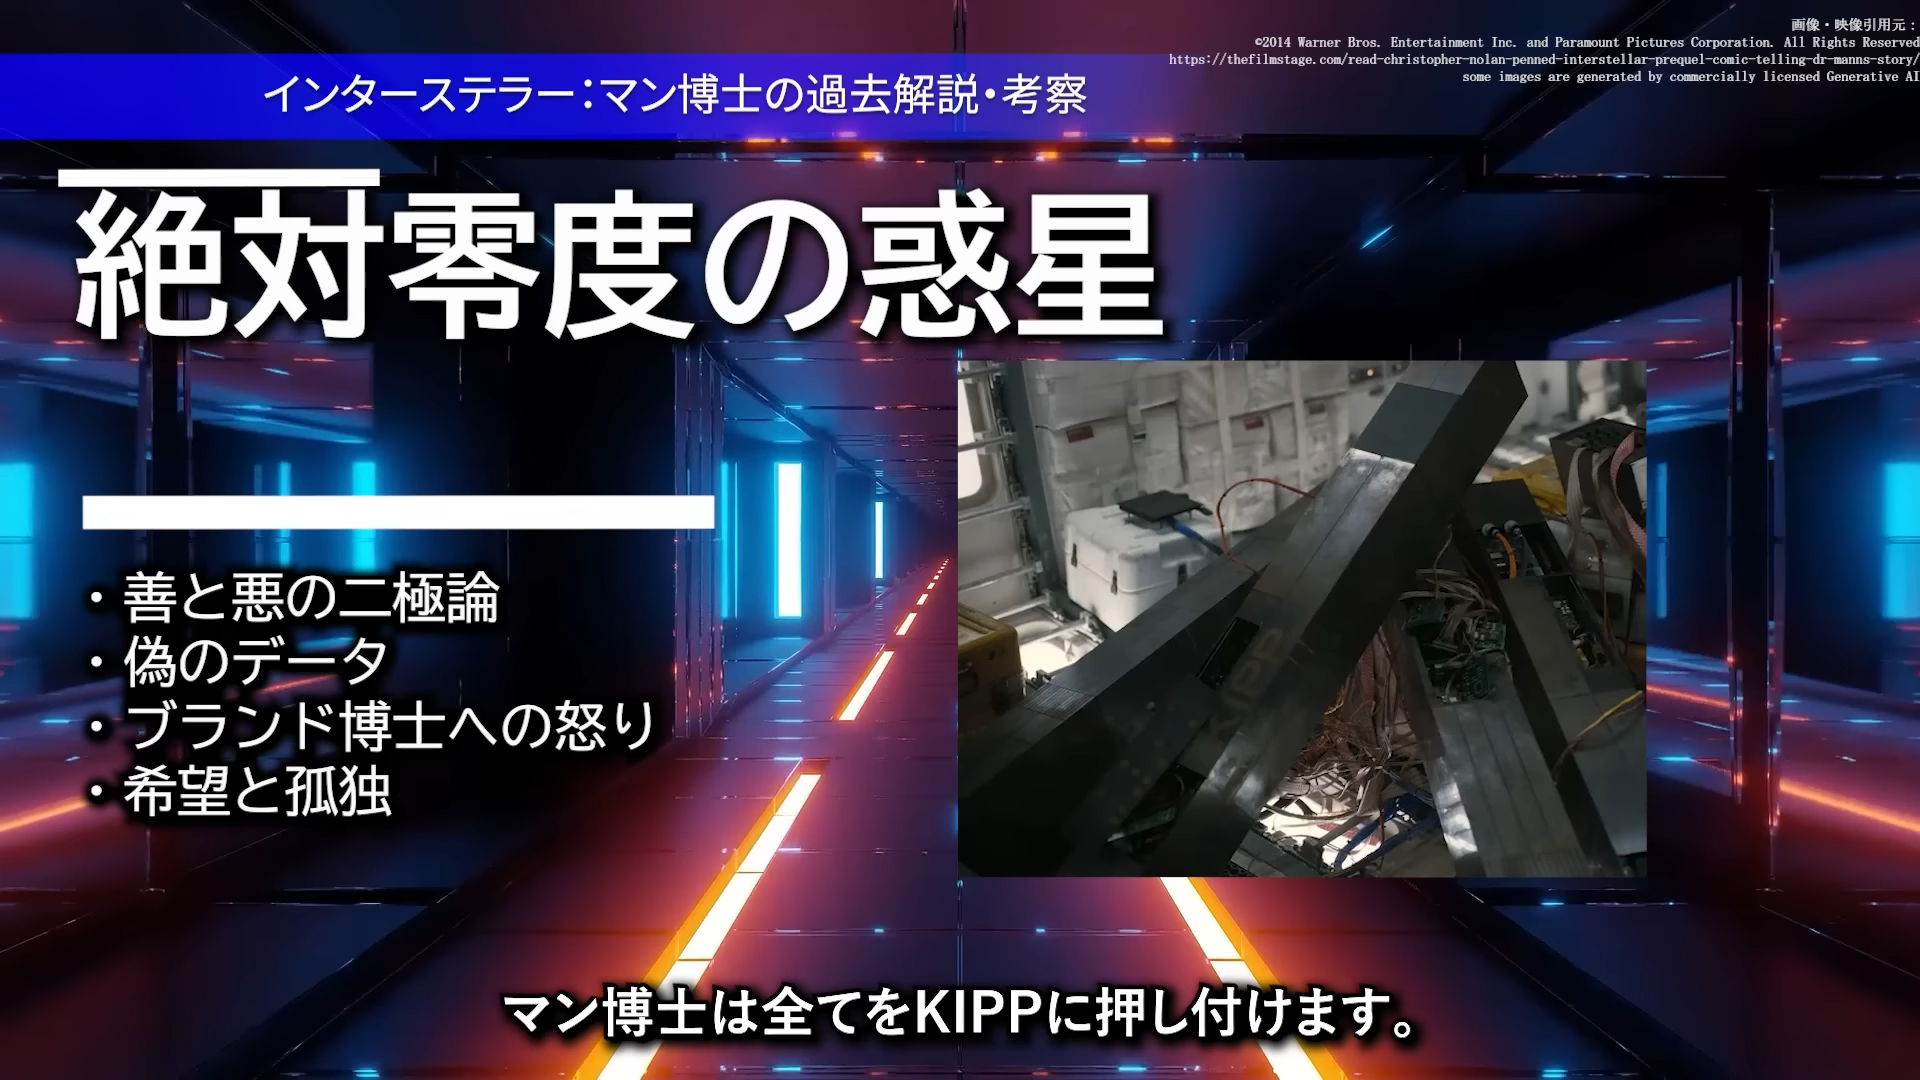 画像・映像引用元：
©2014 Warner Bros. Entertainment Inc. and Paramount Pictures Corporation. All Rights Reserved
https://thefilmstage.com/read-christopher-nolan-penned-interstellar-prequel-comic-telling-dr-manns-story/
some images are generated by commercially licensed Generative AI
インターステラー：マン博士の過去解説・考察
絶対零度の惑星
・善と悪の二極論
・偽のデータ
・ブランド博士への怒り
・希望と孤独
KIPP
マン博士は全てをKIPPに押し付けます。